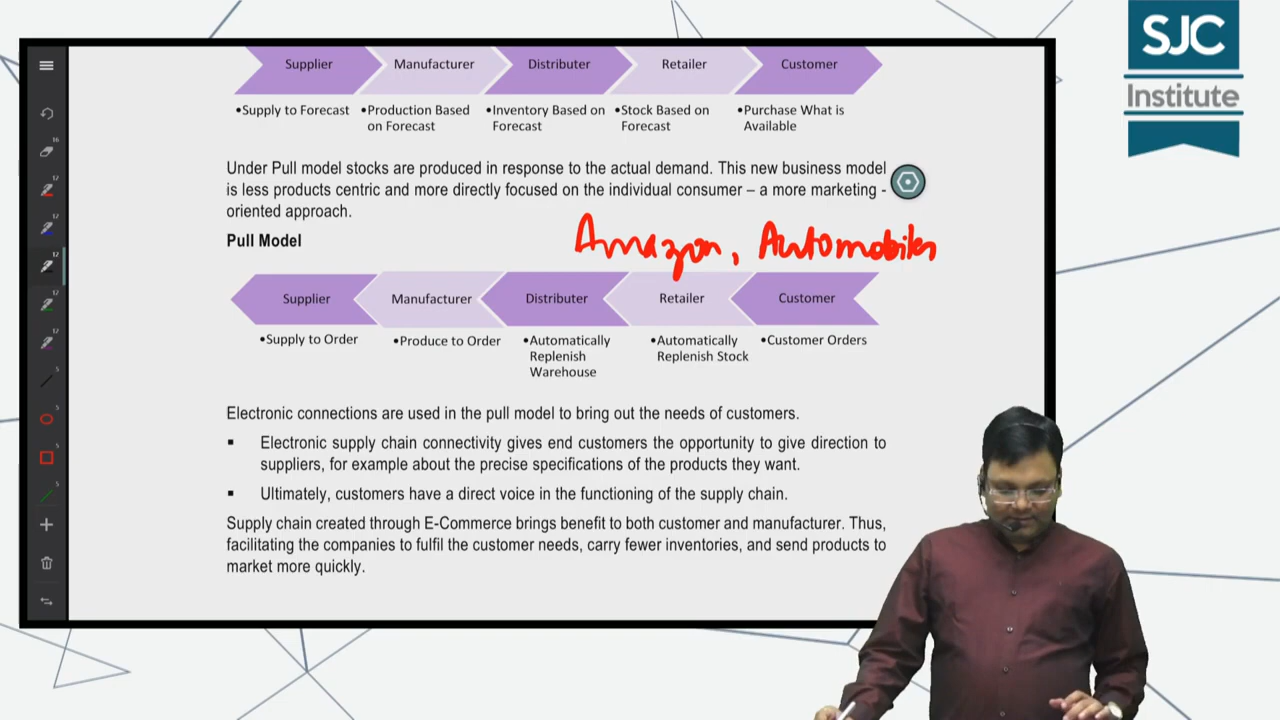 SJC
Institute
Supplier
Manufacturer
Distributer
Retailer
Customer
•Supply to Forecast
•Production Based
on Forecast
•Inventory Based on
Forecast
•Stock Based on
Forecast
•Purchase What is
Available
Under Pull model stocks are produced in response to the actual demand. This new business model
is less products centric and more directly focused on the individual consumer – a more marketing -
oriented approach.
Pull Model
Amazon, Automobiles
Supplier
Manufacturer
Distributer
Retailer
Customer
•Supply to Order
•Produce to Order
•Automatically
Replenish
Warehouse
•Automatically
Replenish Stock
•Customer Orders
Electronic connections are used in the pull model to bring out the needs of customers.
▪ Electronic supply chain connectivity gives end customers the opportunity to give direction to
suppliers, for example about the precise specifications of the products they want.
▪ Ultimately, customers have a direct voice in the functioning of the supply chain.
Supply chain created through E-Commerce brings benefit to both customer and manufacturer. Thus,
facilitating the companies to fulfil the customer needs, carry fewer inventories, and send products to
market more quickly.